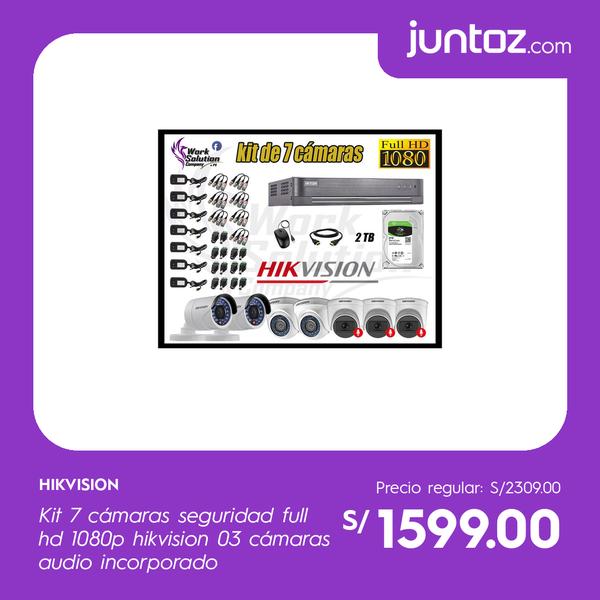 juntoz.com
Work
Solution
Company
kit de 7 cámaras
Full HD
1080
HIKVISION
2 TB
HIKVISION
Precio regular: S/2309.00
Kit 7 cámaras seguridad full
hd 1080p hikvision 03 cámaras
audio incorporado
S/ 1599.00